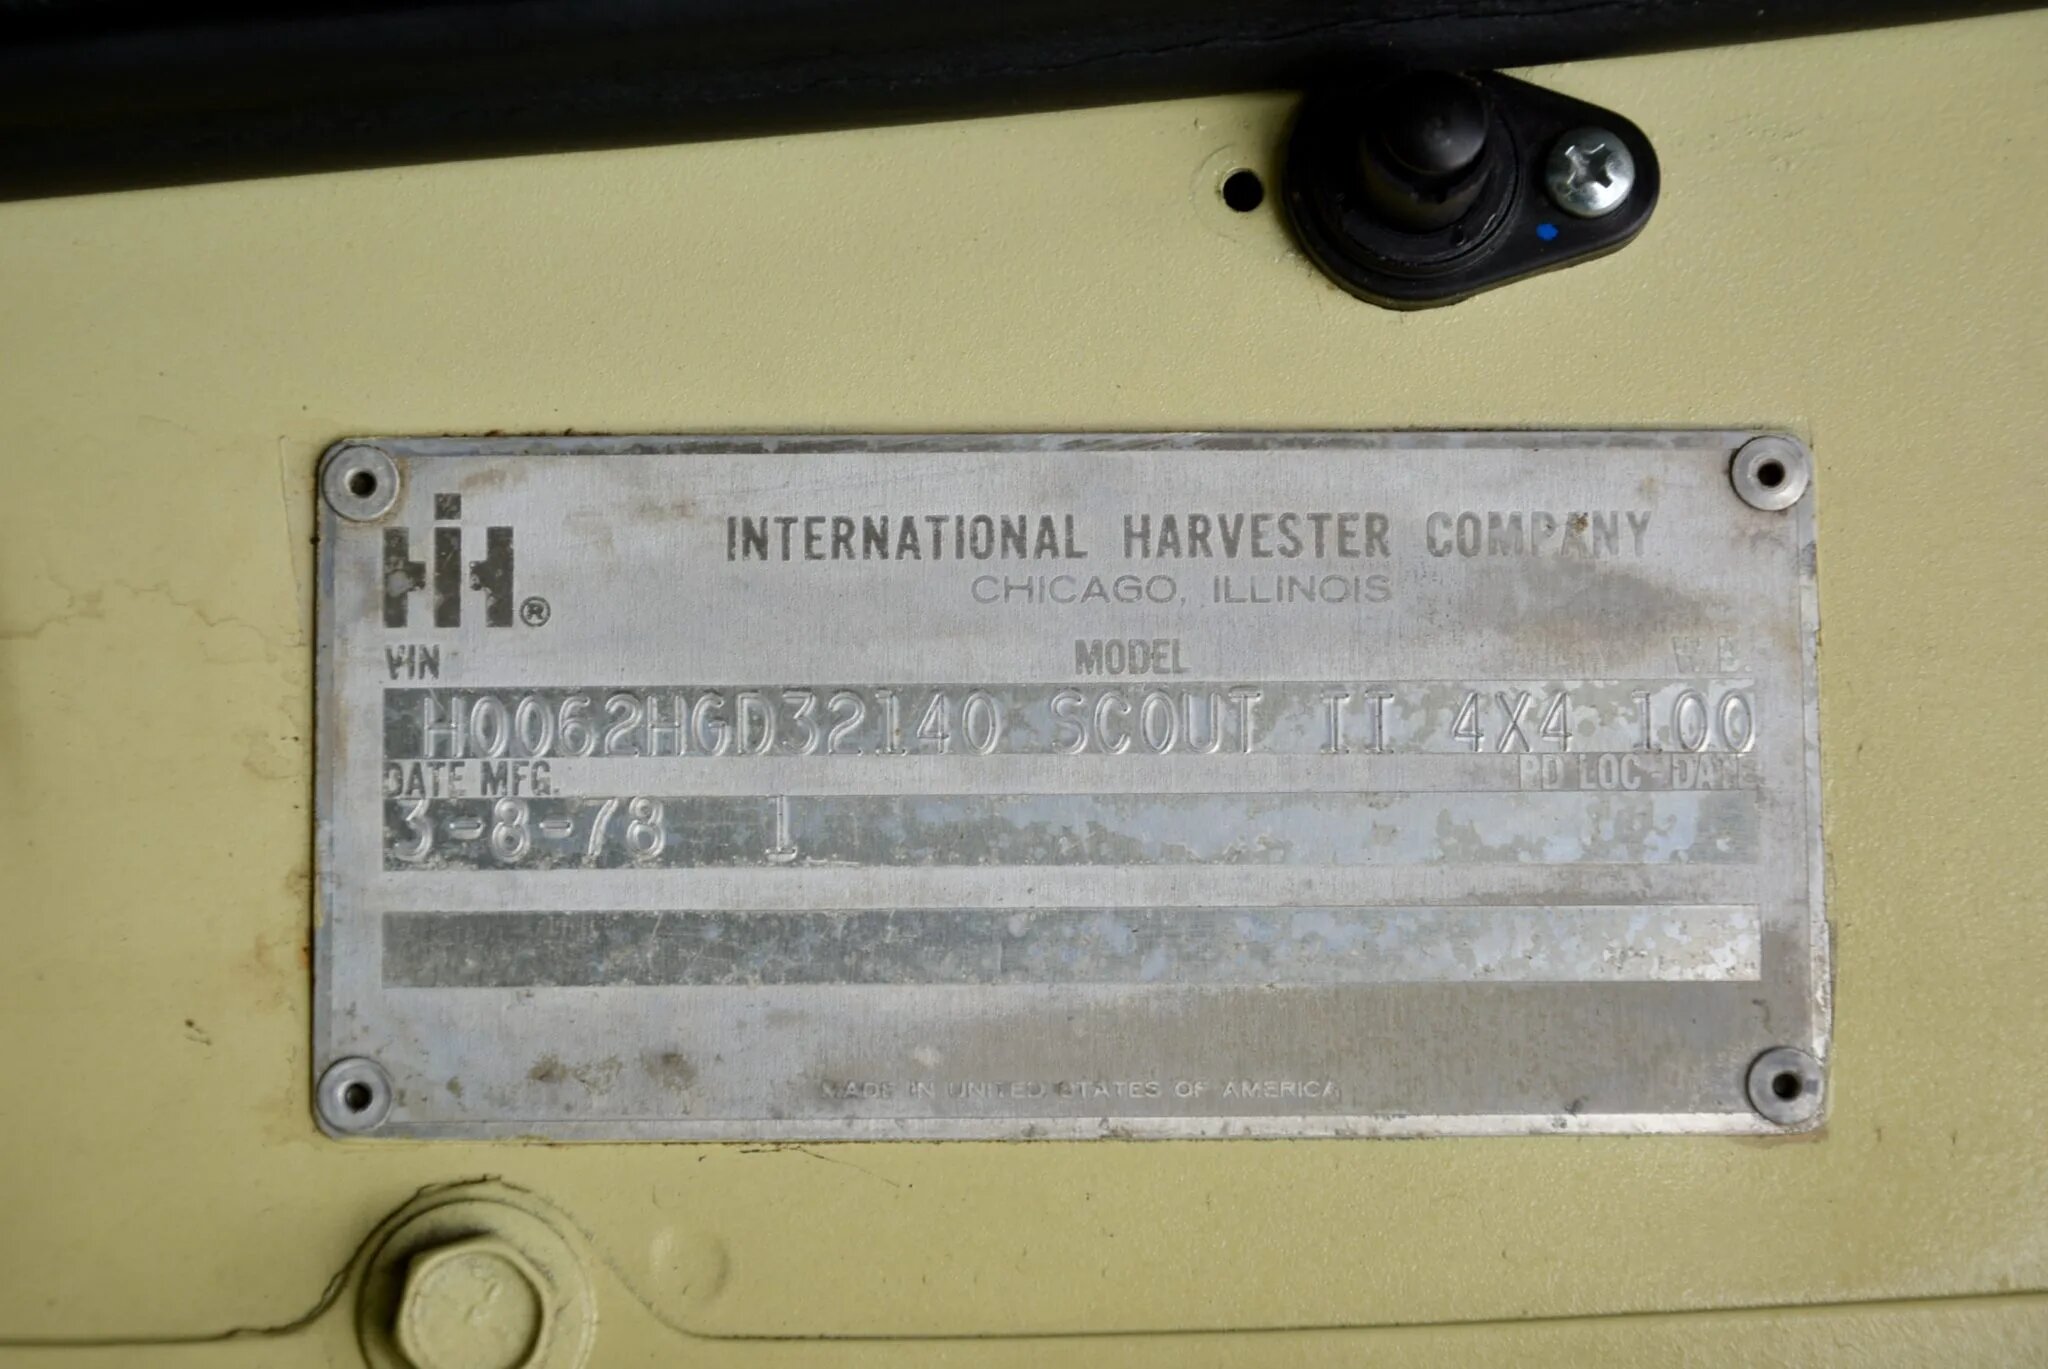 IH®
INTERNATIONAL HARVESTER COMPANY
CHICAGO, ILLINOIS
VIN MODEL W. B.
H0062HGD32140 SCOUT II 4X4 100
DATE MFG. PD LOC-DATE
3-8-78 1
MADE IN UNITED STATES OF AMERICA